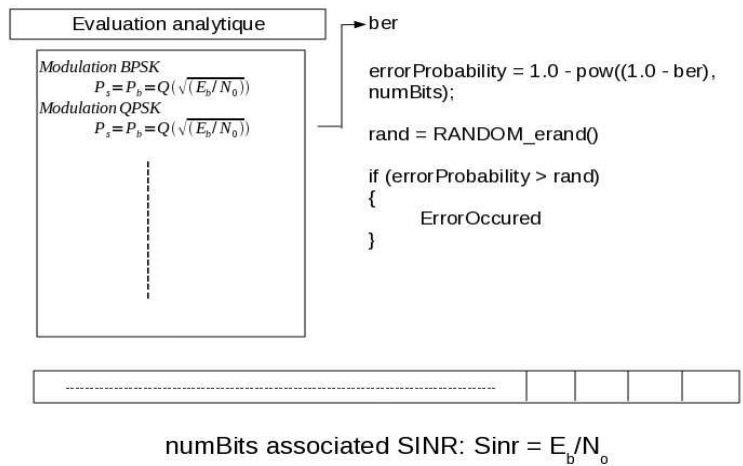 Evaluation analytique
Modulation BPSK
P_s=P_b=Q(√(E_b/N_0))
Modulation QPSK
P_s=P_b=Q(√(E_b/N_0))
ber
errorProbability = 1.0 - pow((1.0 - ber),
numBits);
rand = RANDOM_erand()
if (errorProbability > rand)
{
ErrorOccured
}
numBits associated SINR: Sinr = E_b/N_o